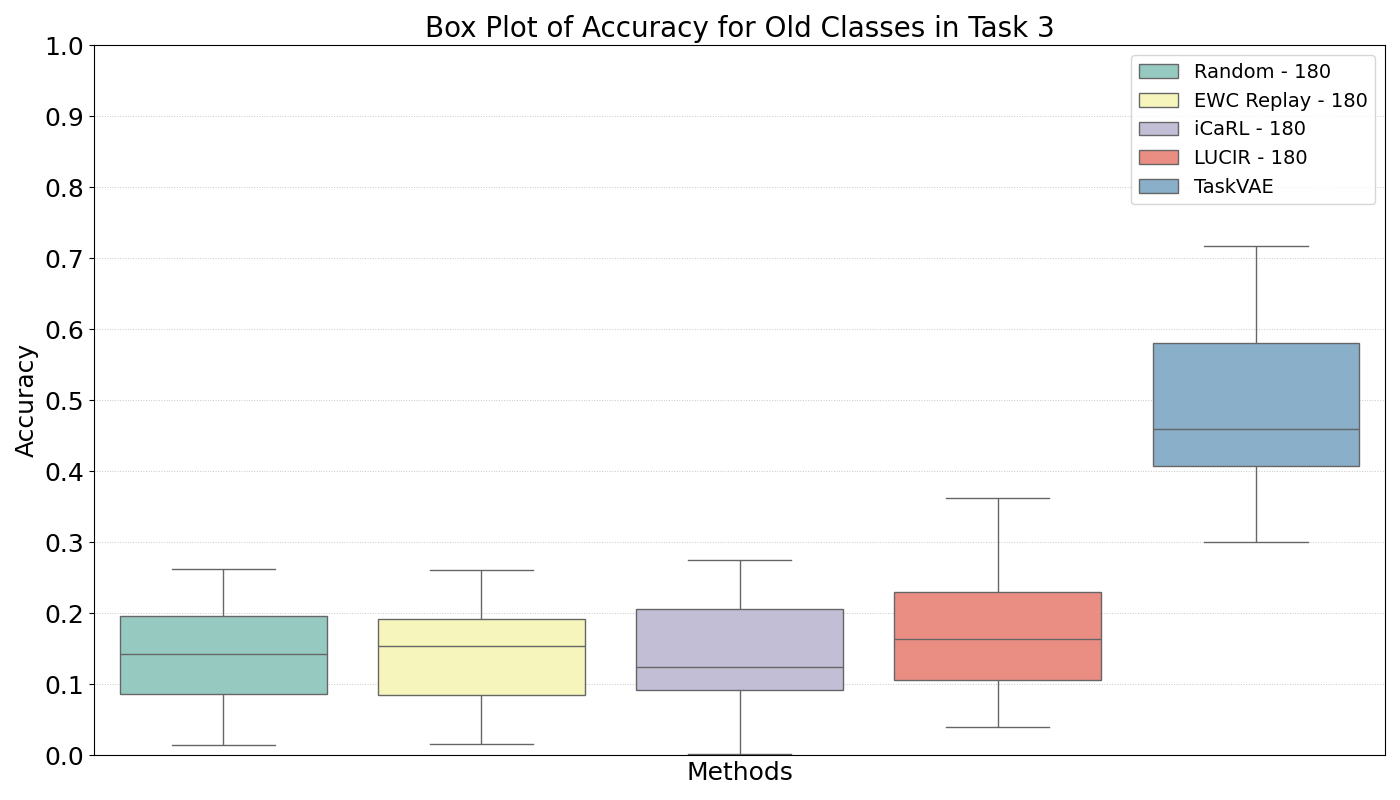 Box Plot of Accuracy for Old Classes in Task 3
1.0
0.9
0.8
0.7
0.6
0.5
0.4
0.3
0.2
0.1
0.0
Accuracy
Methods
Random - 180
EWC Replay - 180
iCaRL - 180
LUCIR - 180
TaskVAE